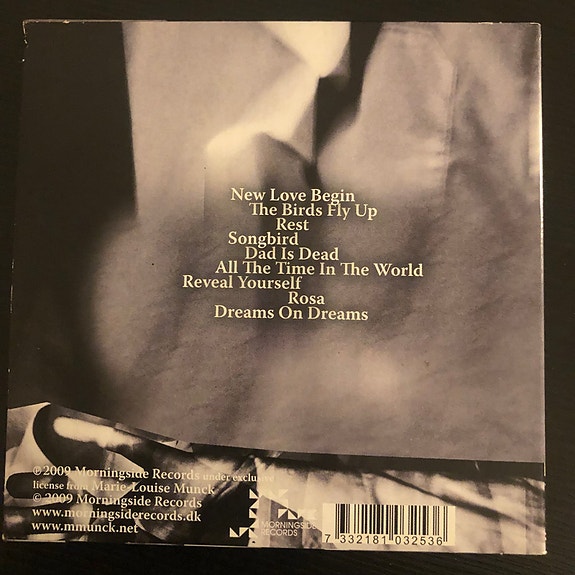 New Love Begin
The Birds Fly Up
Rest
Songbird
Dad Is Dead
All The Time In The World
Reveal Yourself
Rosa
Dreams On Dreams
℗2009 Morningside Records under exclusive
license from Marie-Louise Munck
© 2009 Morningside Records
www.morningsiderecords.dk
www.mmunck.net
MORNINGSIDE
RECORDS
7 332181 032536